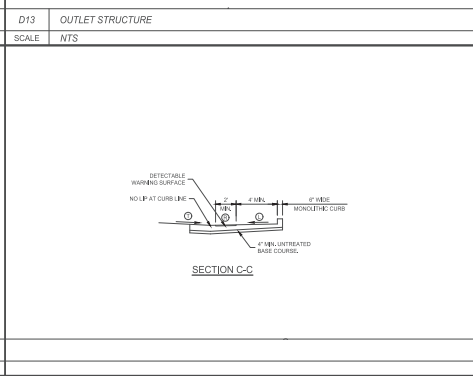 D13 OUTLET STRUCTURE
SCALE NTS
DETECTABLE
WARNING SURFACE
NO LIP AT CURB LINE
2'
MIN.
4' MIN.
6" WIDE
MONOLITHIC CURB
4" MIN. UNTREATED
BASE COURSE.
SECTION C-C